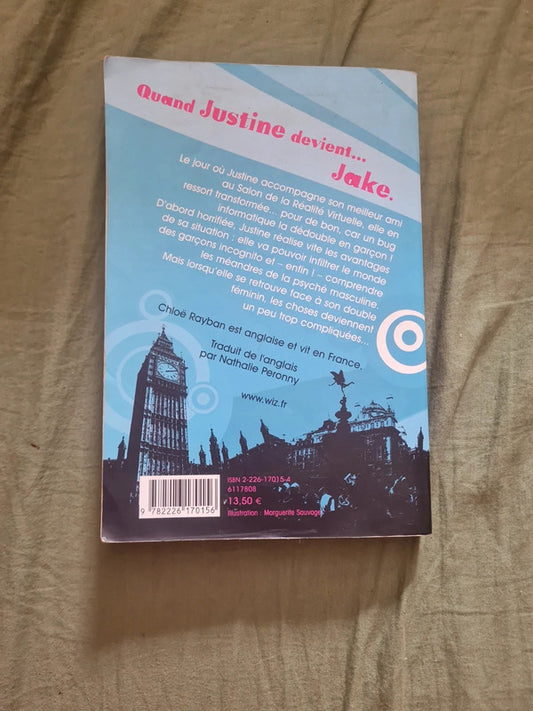 Quand Justine devient...
Jake.
Le jour où Justine accompagne son meilleur ami
au Salon de la Réalité Virtuelle, elle en
ressort transformée... pour de bon, car un bug
informatique la dédouble en garçon !
D'abord horrifiée, Justine réalise vite les avantages
de sa situation : elle va pouvoir infiltrer le monde
des garçons incognito et – enfin ! – comprendre
les méandres de la psyché masculine.
Mais lorsqu'elle se retrouve face à son double
féminin, les choses deviennent
un peu trop compliquées...
Chloë Rayban est anglaise et vit en France.
Traduit de l'anglais
par Nathalie Peronny
www.wiz.fr
ISBN 2-226-17015-4
6117808
13,50 €
Illustration : Marguerite Sauvage
9 782226 170156